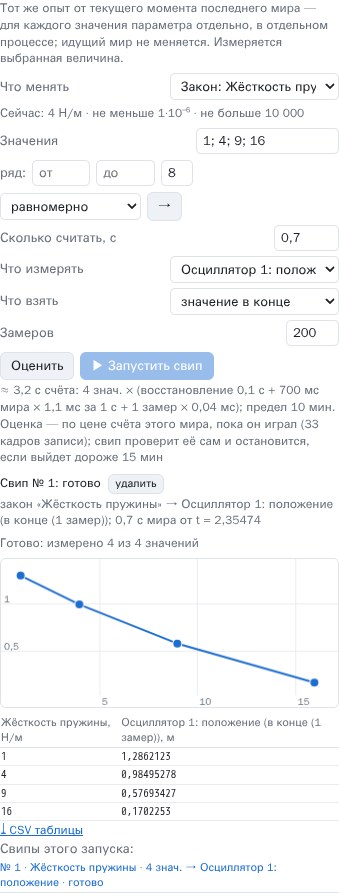 Тот же опыт от текущего момента последнего мира —
для каждого значения параметра отдельно, в отдельном
процессе; идущий мир не меняется. Измеряется
выбранная величина.
Что менять
Закон: Жёсткость пру
Сейчас: 4 Н/м · не меньше 1·10⁻⁶ · не больше 10 000
Значения
1; 4; 9; 16
ряд:
от
до
8
равномерно
→
Сколько считать, с
0,7
Что измерять
Осциллятор 1: полож
Что взять
значение в конце
Замеров
200
Оценить
▶ Запустить свип
≈ 3,2 с счёта: 4 знач. × (восстановление 0,1 с + 700 мс
мира × 1,1 мс за 1 с + 1 замер × 0,04 мс); предел 10 мин.
Оценка — по цене счёта этого мира, пока он играл (33
кадров записи); свип проверит её сам и остановится,
если выйдет дороже 15 мин
Свип № 1: готово
удалить
закон «Жёсткость пружины» → Осциллятор 1: положение
(в конце (1 замер)); 0,7 с мира от t = 2,35474
Готово: измерено 4 из 4 значений
1
0,5
5
10
15
Жёсткость пружины,
Н/м
Осциллятор 1: положение (в конце (1
замер)), м
1 1,2862123
4 0,98495278
9 0,57693427
16 0,1702253
⤓ CSV таблицы
Свипы этого запуска:
№ 1 · Жёсткость пружины · 4 знач. → Осциллятор 1:
положение · готово